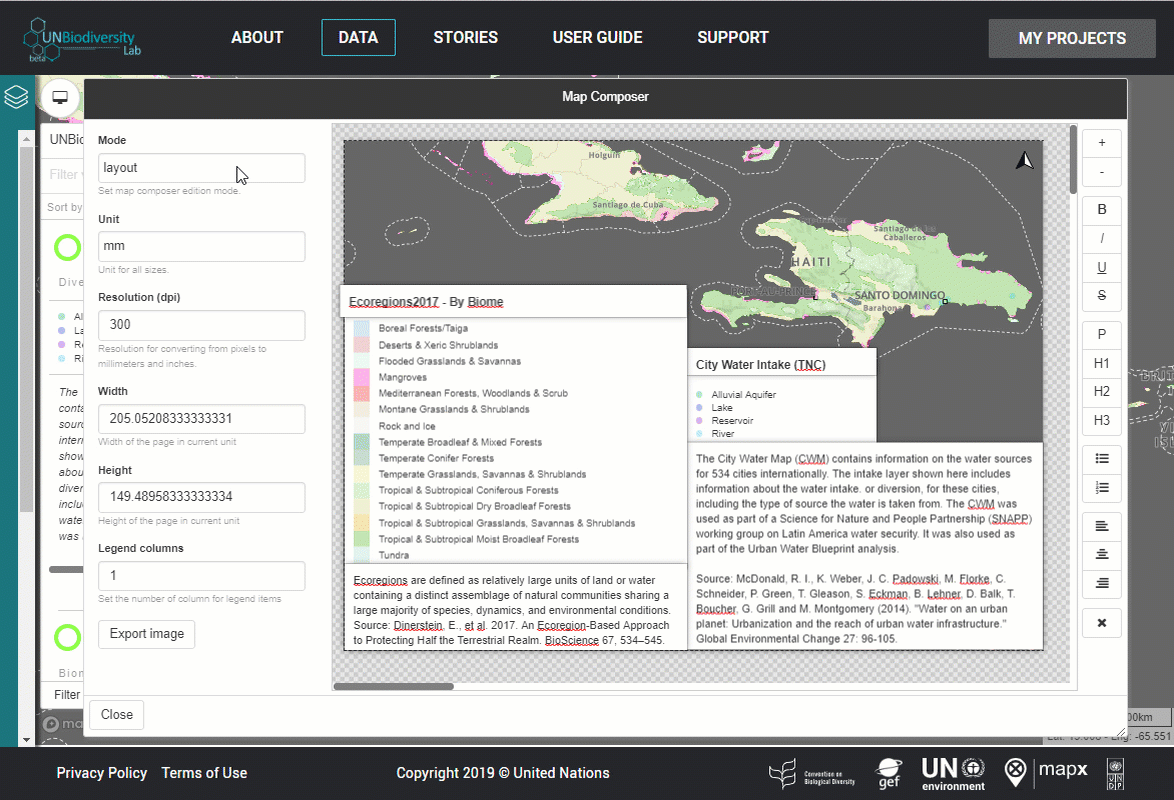 UNBiodiversity
Lab
beta
ABOUT
DATA
STORIES
USER GUIDE
SUPPORT
MY PROJECTS
Map Composer
UNBio
Filter
Sort by
Dive
Al
La
Re
Ri
The
conta
sourc
intern
show
abou
diver
inclu
wate
was
Biom
Filter
Mode
layout
Set map composer edition mode.
Unit
mm
Unit for all sizes.
Resolution (dpi)
300
Resolution for converting from pixels to
millimeters and inches.
Width
205.05208333333331
Width of the page in current unit
Height
149.48958333333334
Height of the page in current unit
Legend columns
1
Set the number of column for legend items
Export image
Close
Holguín
Santiago de Cuba
Santiago de los
Caballeros
HAITI
PORT-AU-PRINCE
SANTO DOMINGO
Barahona
Ecoregions2017 - By Biome
Boreal Forests/Taiga
Deserts & Xeric Shrublands
Flooded Grasslands & Savannas
Mangroves
Mediterranean Forests, Woodlands & Scrub
Montane Grasslands & Shrublands
Rock and Ice
Temperate Broadleaf & Mixed Forests
Temperate Conifer Forests
Temperate Grasslands, Savannas & Shrublands
Tropical & Subtropical Coniferous Forests
Tropical & Subtropical Dry Broadleaf Forests
Tropical & Subtropical Grasslands, Savannas & Shrublands
Tropical & Subtropical Moist Broadleaf Forests
Tundra
Ecoregions are defined as relatively large units of land or water
containing a distinct assemblage of natural communities sharing a
large majority of species, dynamics, and environmental conditions.
Source: Dinerstein, E., et al. 2017. An Ecoregion-Based Approach
to Protecting Half the Terrestrial Realm. BioScience 67, 534–545.
City Water Intake (TNC)
Alluvial Aquifer
Lake
Reservoir
River
The City Water Map (CWM) contains information on the water sources
for 534 cities internationally. The intake layer shown here includes
information about the water intake. or diversion, for these cities,
including the type of source the water is taken from. The CWM was
used as part of a Science for Nature and People Partnership (SNAPP)
working group on Latin America water security. It was also used as
part of the Urban Water Blueprint analysis.
Source: McDonald, R. I., K. Weber, J. C. Padowski, M. Florke, C.
Schneider, P. Green, T. Gleason, S. Eckman, B. Lehner, D. Balk, T.
Boucher, G. Grill and M. Montgomery (2014). "Water on an urban
planet: Urbanization and the reach of urban water infrastructure."
Global Environmental Change 27: 96-105.
+
-
B
I
U
S
P
H1
H2
H3
00km
-65.551
Privacy Policy
Terms of Use
Copyright 2019 © United Nations
Convention on
Biological Diversity
gef
UN
environment
mapx
UN
DP